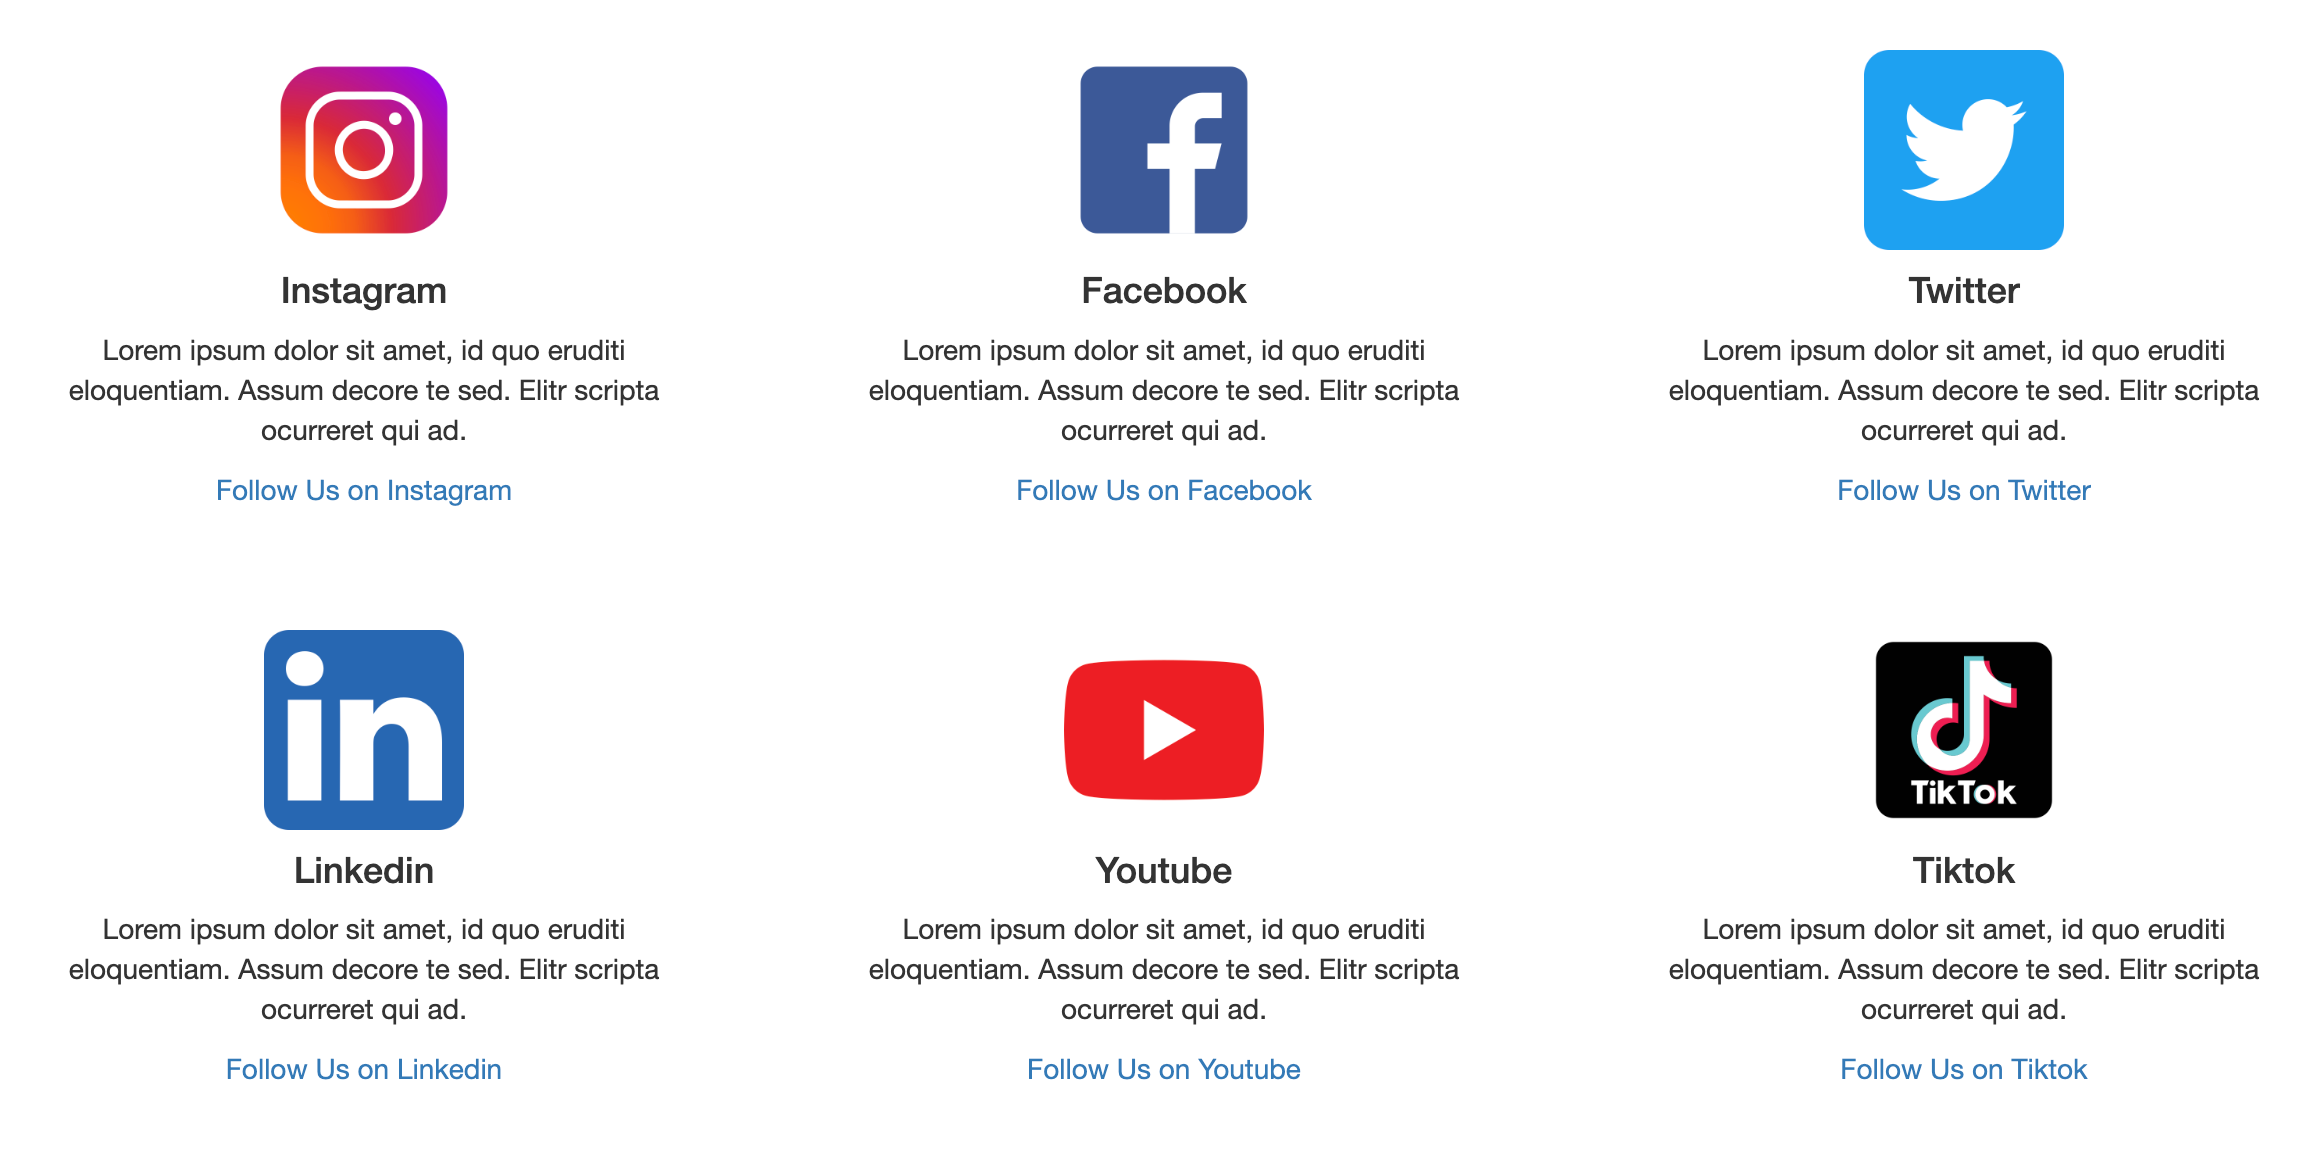 Instagram
Lorem ipsum dolor sit amet, id quo eruditi
eloquentiam. Assum decore te sed. Elitr scripta
ocurreret qui ad.
Follow Us on Instagram
Facebook
Lorem ipsum dolor sit amet, id quo eruditi
eloquentiam. Assum decore te sed. Elitr scripta
ocurreret qui ad.
Follow Us on Facebook
Twitter
Lorem ipsum dolor sit amet, id quo eruditi
eloquentiam. Assum decore te sed. Elitr scripta
ocurreret qui ad.
Follow Us on Twitter
in
Linkedin
Lorem ipsum dolor sit amet, id quo eruditi
eloquentiam. Assum decore te sed. Elitr scripta
ocurreret qui ad.
Follow Us on Linkedin
Youtube
Lorem ipsum dolor sit amet, id quo eruditi
eloquentiam. Assum decore te sed. Elitr scripta
ocurreret qui ad.
Follow Us on Youtube
TikTok
Tiktok
Lorem ipsum dolor sit amet, id quo eruditi
eloquentiam. Assum decore te sed. Elitr scripta
ocurreret qui ad.
Follow Us on Tiktok